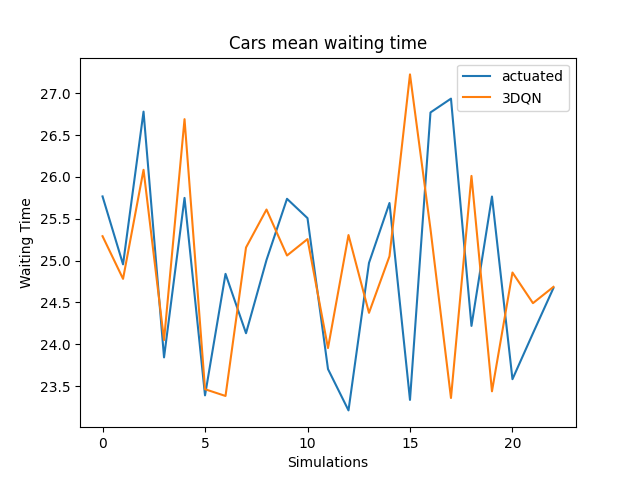 Cars mean waiting time
actuated
3DQN
Waiting Time
27.0
26.5
26.0
25.5
25.0
24.5
24.0
23.5
0 5 10 15 20
Simulations